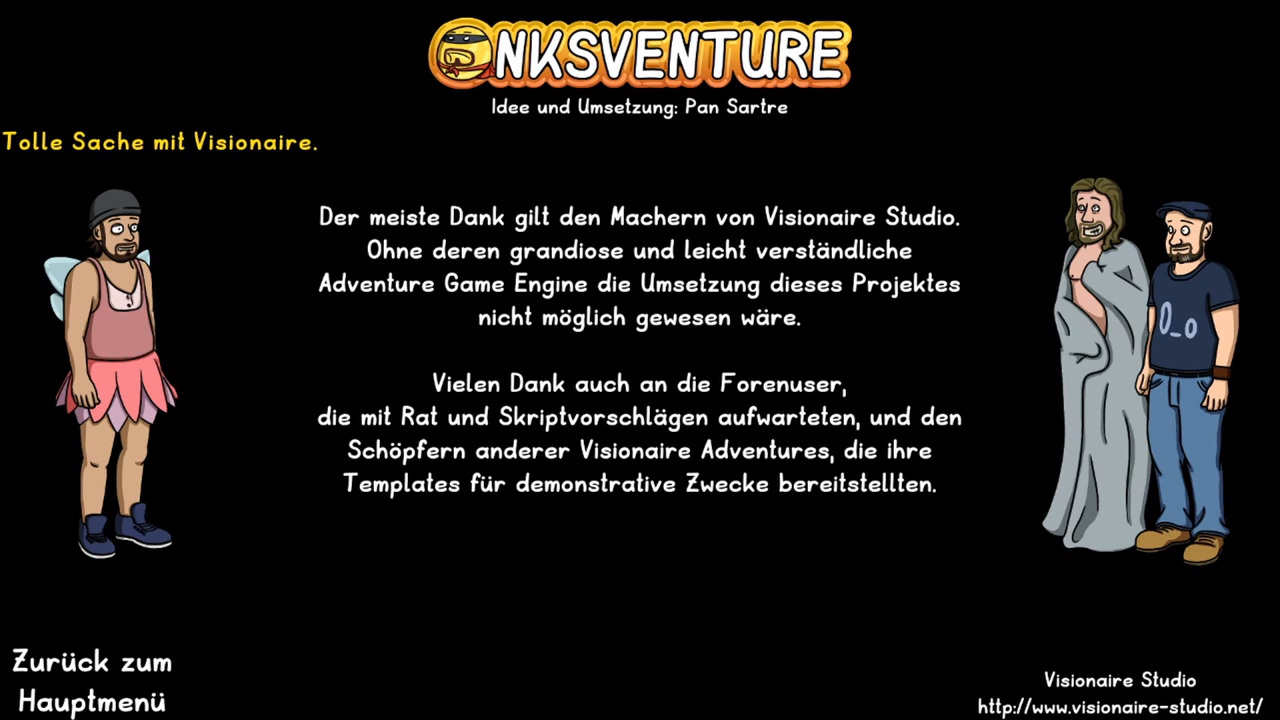 ONKSVENTURE
Idee und Umsetzung: Pan Sartre
Tolle Sache mit Visionaire.
Der meiste Dank gilt den Machern von Visionaire Studio.
Ohne deren grandiose und leicht verständliche
Adventure Game Engine die Umsetzung dieses Projektes
nicht möglich gewesen wäre.
Vielen Dank auch an die Forenuser,
die mit Rat und Skriptvorschlägen aufwarteten, und den
Schöpfern anderer Visionaire Adventures, die ihre
Templates für demonstrative Zwecke bereitstellten.
O_o
Zurück zum
Hauptmenü
Visionaire Studio
http://www.visionaire-studio.net/